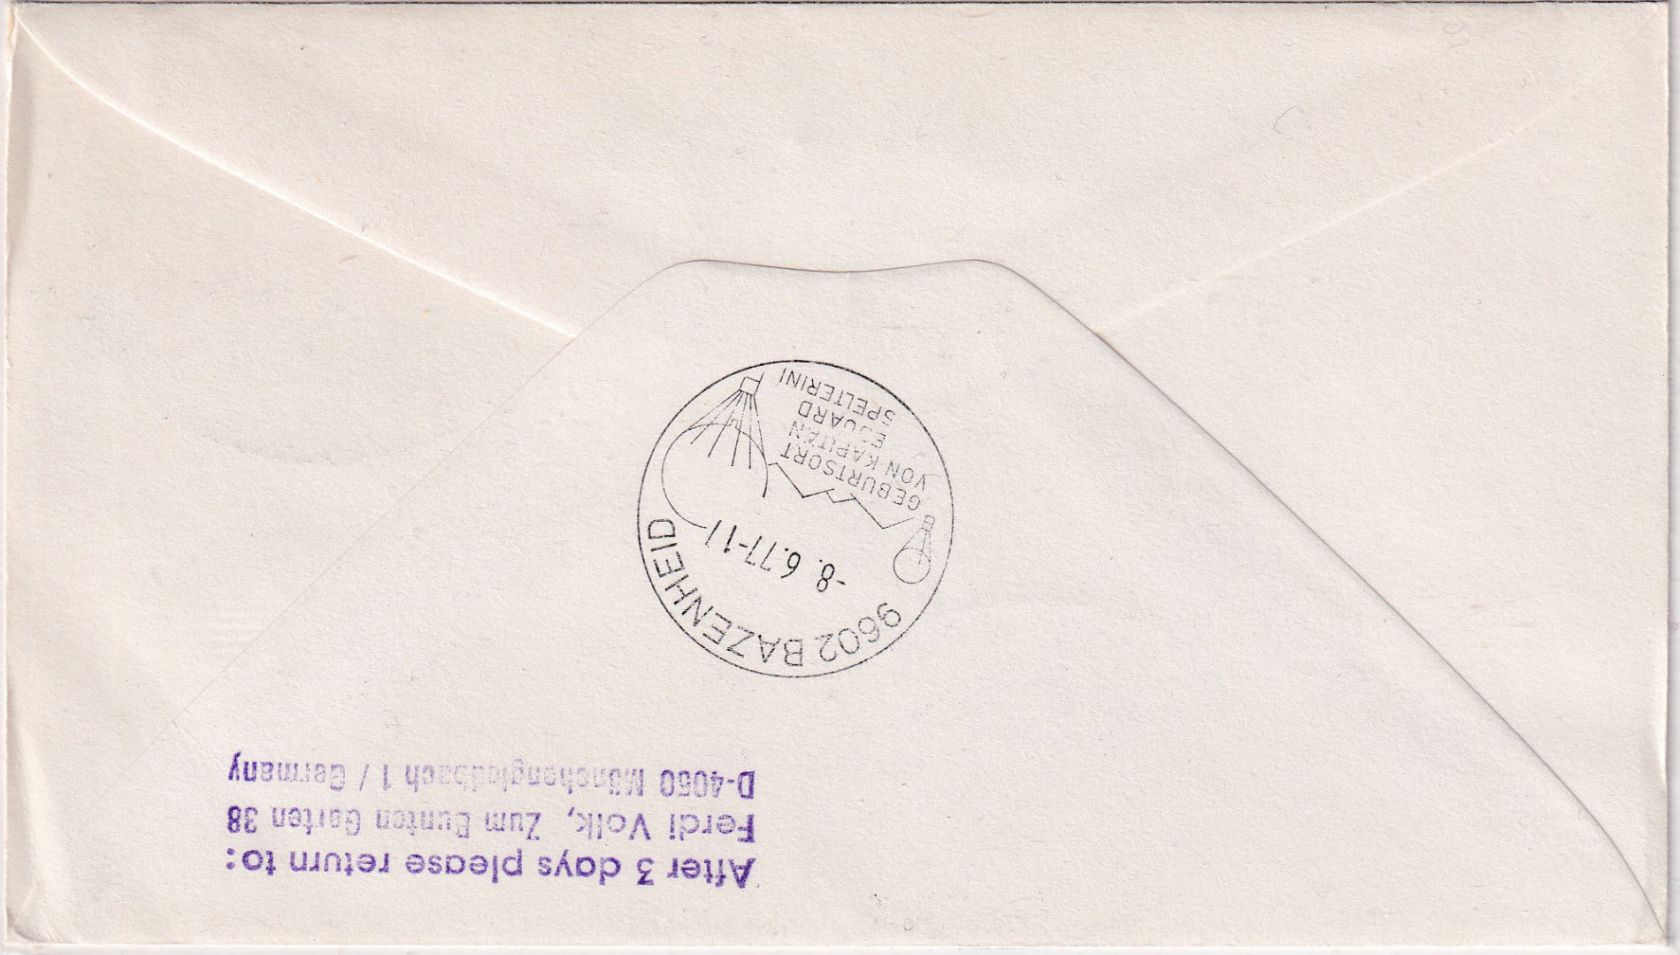 9602 BAZENHEID
-8. 6.77-17
GEBURTSORT
VON KAPITÄN
EDUARD
SPELTERINI
After 3 days please return to:
Ferdi Volk, Zum Bunten Garten 38
D-4050 Mönchengladbach 1 / Germany